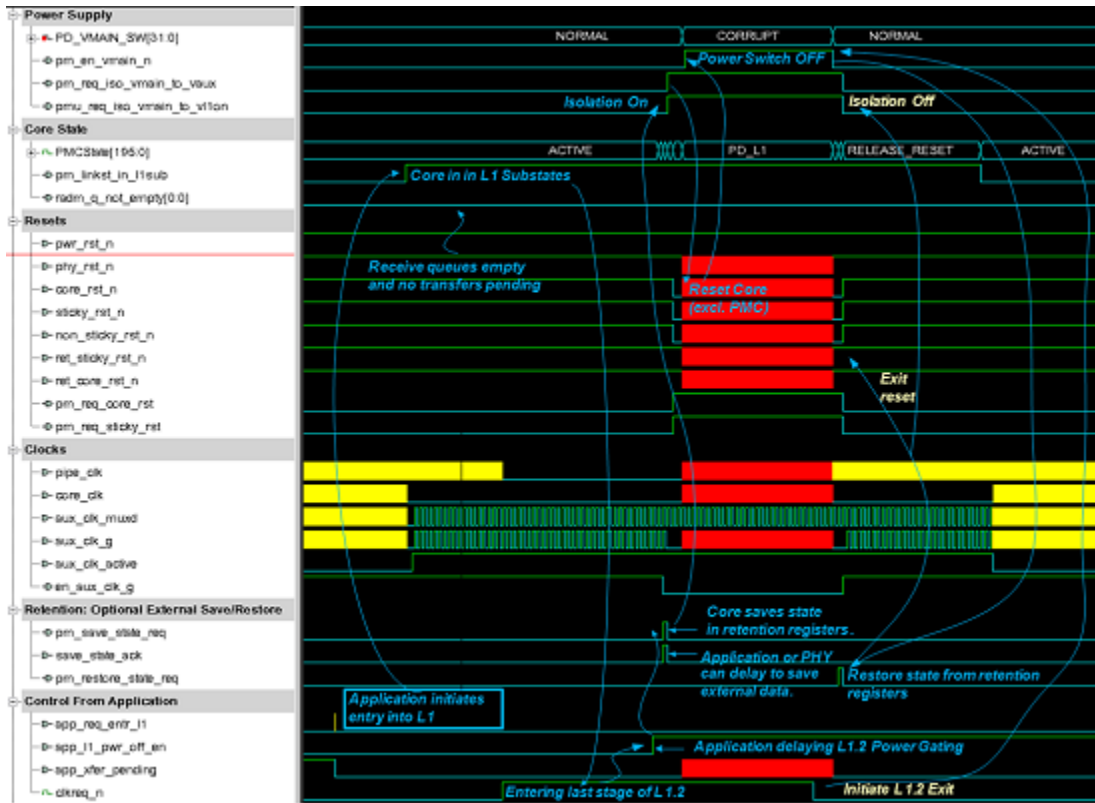 Power Supply
PD_VMAIN_SW[31:0]
NORMAL
CORRUPT
NORMAL
pm_en_vmain_n
Power Switch OFF
pm_req_iso_vmain_to_vaux
pmu_req_iso_vmain_to_vl1on
Isolation On
Isolation Off
Core State
PMCState[195:0]
ACTIVE
PD_L1
RELEASE_RESET
ACTIVE
pm_linkst_in_l1sub
Core in in L1 Substates
radm_q_not_empty[0:0]
Resets
pwr_rst_n
phy_rst_n
Receive queues empty
and no transfers pending
core_rst_n
Reset Core
(excl. PMC)
sticky_rst_n
non_sticky_rst_n
ret_sticky_rst_n
ret_core_rst_n
Exit
reset
pm_req_core_rst
pm_req_sticky_rst
Clocks
pipe_clk
core_clk
aux_clk_muxd
aux_clk_g
aux_clk_active
en_aux_clk_g
Retention: Optional External Save/Restore
Core saves state
in retention registers.
pm_save_state_req
save_state_ack
Application or PHY
can delay to save
external data.
pm_restore_state_req
Restore state from retention
registers
Control From Application
Application initiates
entry into L1
app_req_entr_l1
app_l1_pwr_off_en
Application delaying L1.2 Power Gating
app_xfer_pending
clkreq_n
Entering last stage of L1.2
Initiate L1.2 Exit